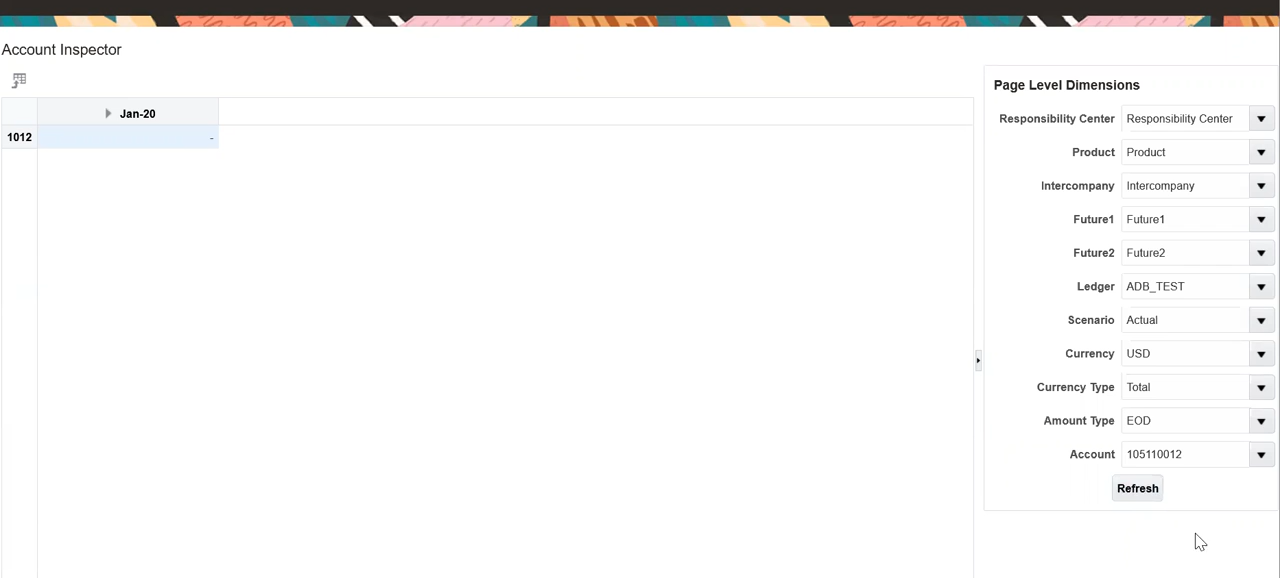 Account Inspector
Jan-20
1012 -
Page Level Dimensions
Responsibility Center Responsibility Center
Product Product
Intercompany Intercompany
Future1 Future1
Future2 Future2
Ledger ADB_TEST
Scenario Actual
Currency USD
Currency Type Total
Amount Type EOD
Account 105110012
Refresh